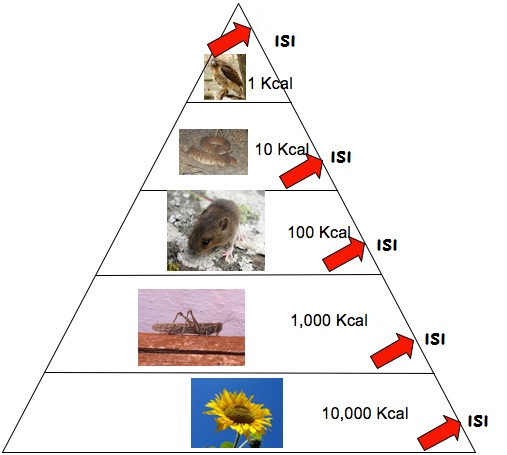 ISI
1 Kcal
10 Kcal
ISI
100 Kcal
ISI
1,000 Kcal
ISI
10,000 Kcal
ISI